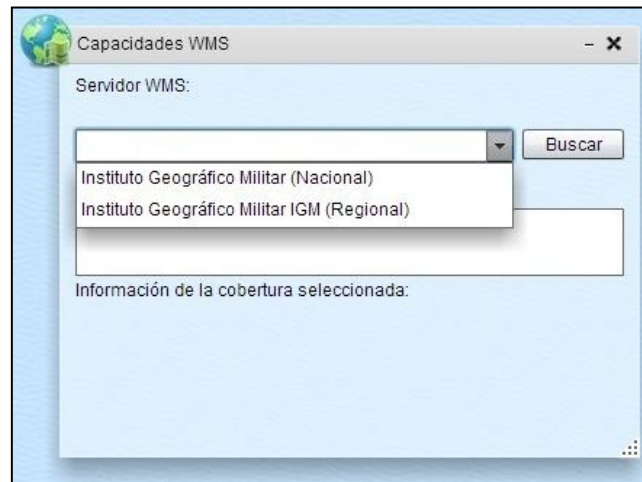 Capacidades WMS
Servidor WMS:
Buscar
Instituto Geográfico Militar (Nacional)
Instituto Geográfico Militar IGM (Regional)
Información de la cobertura seleccionada: